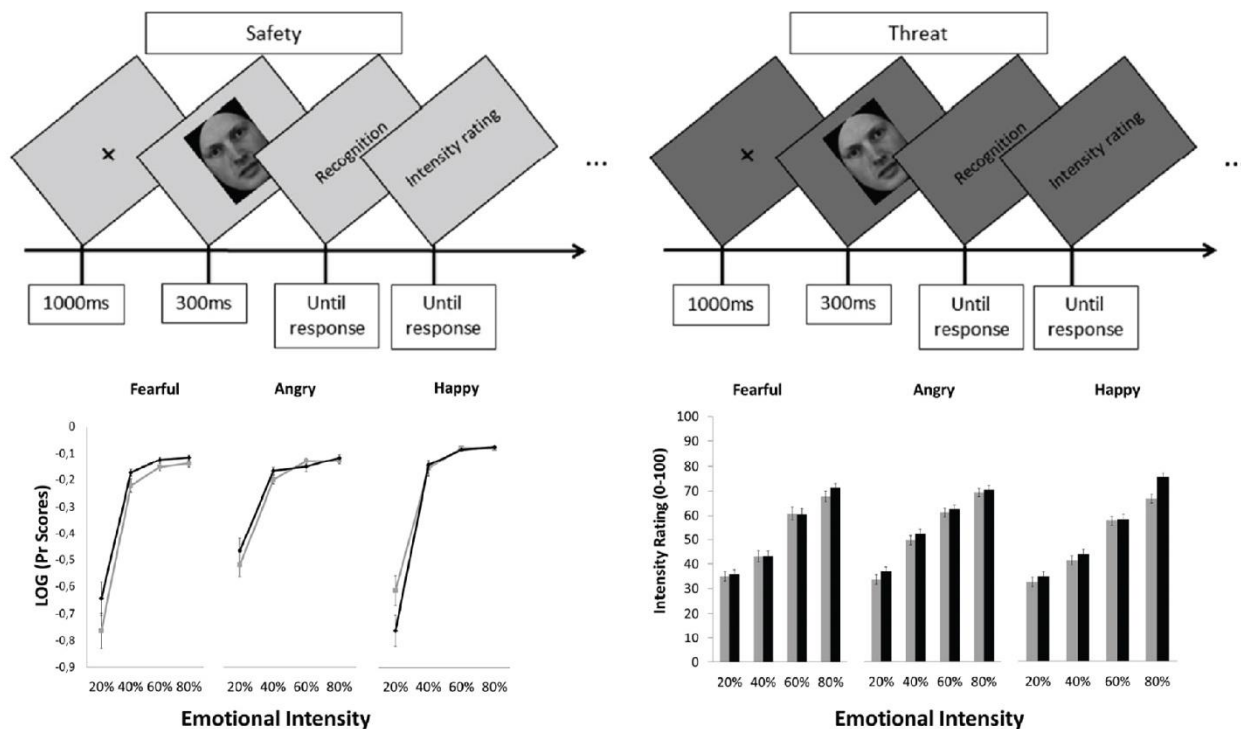 Safety
Recognition
Intensity rating
...
1000ms
300ms
Until
response
Until
response
Threat
Recognition
Intensity rating
..
1000ms
300ms
Until
response
Until
response
Fearful
Angry
Happy
LOG (Pr Scores)
0
-0,1
-0,2
-0,3
-0,4
-0,5
-0,6
-0,7
-0,8
-0,9
20% 40% 60% 80%
20% 40% 60% 80%
20% 40% 60% 80%
Emotional Intensity
Fearful
Angry
Happy
Intensity Rating (0-100)
100
90
80
70
60
50
40
30
20
10
0
20% 40% 60% 80%
20% 40% 60% 80%
20% 40% 60% 80%
Emotional Intensity